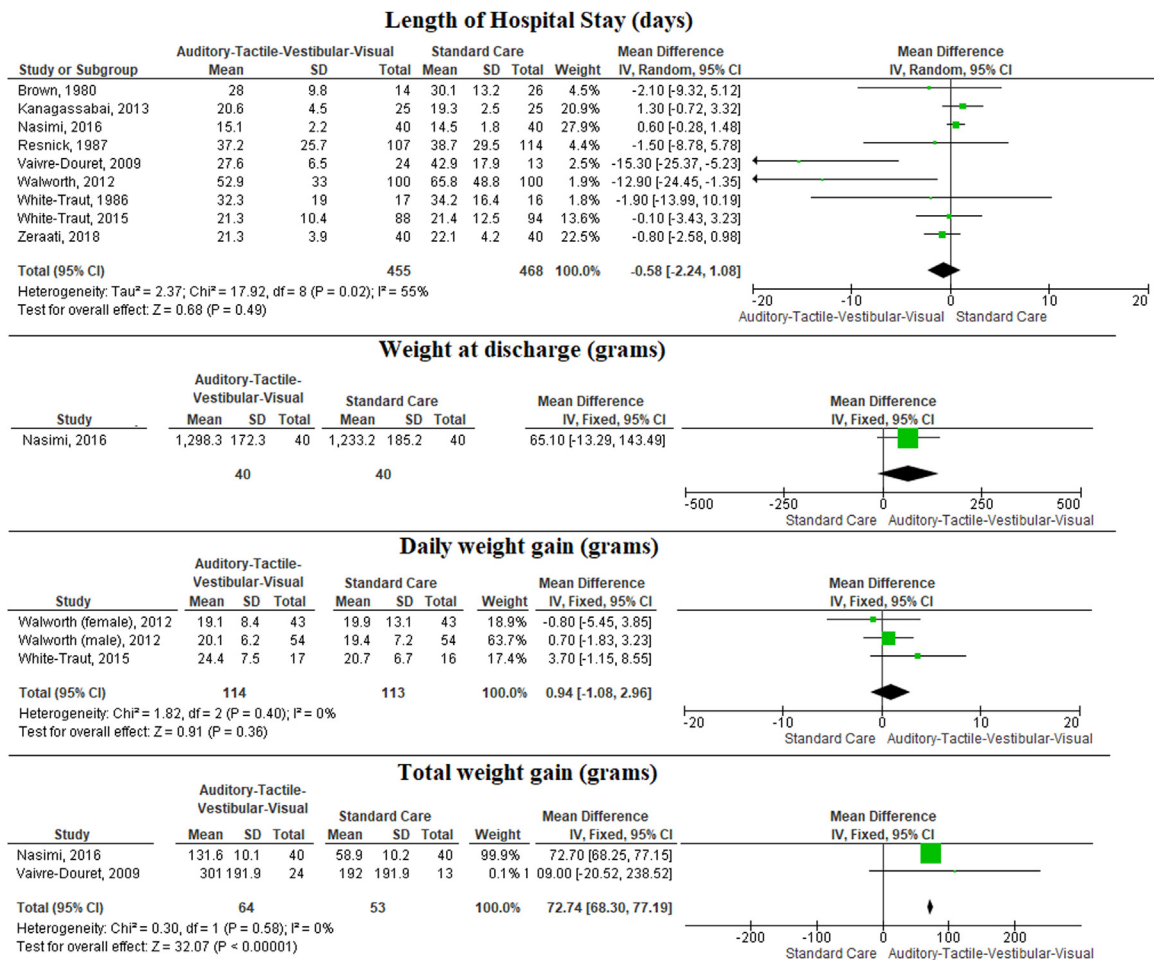 Length of Hospital Stay (days)
Auditory-Tactile-Vestibular-Visual Standard Care Mean Difference Mean Difference
Study or Subgroup Mean SD Total Mean SD Total Weight IV, Random, 95% CI IV, Random, 95% CI
Brown, 1980 28 9.8 14 30.1 13.2 26 4.5% -2.10 [-9.32, 5.12]
Kanagassabai, 2013 20.6 4.5 25 19.3 2.5 25 20.9% 1.30 [-0.72, 3.32]
Nasimi, 2016 15.1 2.2 40 14.5 1.8 40 27.9% 0.60 [-0.28, 1.48]
Resnick, 1987 37.2 25.7 107 38.7 29.5 114 4.4% -1.50 [-8.78, 5.78]
Vaivre-Douret, 2009 27.6 6.5 24 42.9 17.9 13 2.5% -15.30 [-25.37, -5.23]
Walworth, 2012 52.9 33 100 65.8 48.8 100 1.9% -12.90 [-24.45, -1.35]
White-Traut, 1986 32.3 19 17 34.2 16.4 16 1.8% -1.90 [-13.99, 10.19]
White-Traut, 2015 21.3 10.4 88 21.4 12.5 94 13.6% -0.10 [-3.43, 3.23]
Zeraati, 2018 21.3 3.9 40 22.1 4.2 40 22.5% -0.80 [-2.58, 0.98]
Total (95% CI) 455 468 100.0% -0.58 [-2.24, 1.08]
Heterogeneity: Tau² = 2.37; Chi² = 17.92, df = 8 (P = 0.02); I² = 55%
Test for overall effect: Z = 0.68 (P = 0.49)
-20 -10 0 10 20
Auditory-Tactile-Vestibular-Visual Standard Care
Weight at discharge (grams)
Auditory-Tactile-
Vestibular-Visual Standard Care Mean Difference Mean Difference
Study Mean SD Total Mean SD Total IV, Fixed, 95% CI IV, Fixed, 95% CI
Nasimi, 2016 1,298.3 172.3 40 1,233.2 185.2 40 65.10 [-13.29, 143.49]
40 40
-500 -250 0 250 500
Standard Care Auditory-Tactile-Vestibular-Visual
Daily weight gain (grams)
Auditory-Tactile-
Vestibular-Visual Standard Care Mean Difference Mean Difference
Study Mean SD Total Mean SD Total Weight IV, Fixed, 95% CI IV, Fixed, 95% CI
Walworth (female), 2012 19.1 8.4 43 19.9 13.1 43 18.9% -0.80 [-5.45, 3.85]
Walworth (male), 2012 20.1 6.2 54 19.4 7.2 54 63.7% 0.70 [-1.83, 3.23]
White-Traut, 2015 24.4 7.5 17 20.7 6.7 16 17.4% 3.70 [-1.15, 8.55]
Total (95% CI) 114 113 100.0% 0.94 [-1.08, 2.96]
Heterogeneity: Chi² = 1.82, df = 2 (P = 0.40); I² = 0%
Test for overall effect: Z = 0.91 (P = 0.36)
-20 -10 0 10 20
Standard Care Auditory-Tactile-Vestibular-Visual
Total weight gain (grams)
Auditory-Tactile-
Vestibular-Visual Standard Care Mean Difference Mean Difference
Study Mean SD Total Mean SD Total Weight IV, Fixed, 95% CI IV, Fixed, 95% CI
Nasimi, 2016 131.6 10.1 40 58.9 10.2 40 99.9% 72.70 [68.25, 77.15]
Vaivre-Douret, 2009 301 191.9 24 192 191.9 13 0.1% 1 09.00 [-20.52, 238.52]
Total (95% CI) 64 53 100.0% 72.74 [68.30, 77.19]
Heterogeneity: Chi² = 0.30, df = 1 (P = 0.58); I² = 0%
Test for overall effect: Z = 32.07 (P < 0.00001)
-200 -100 0 100 200
Standard Care Auditory-Tactile-Vestibular-Visual